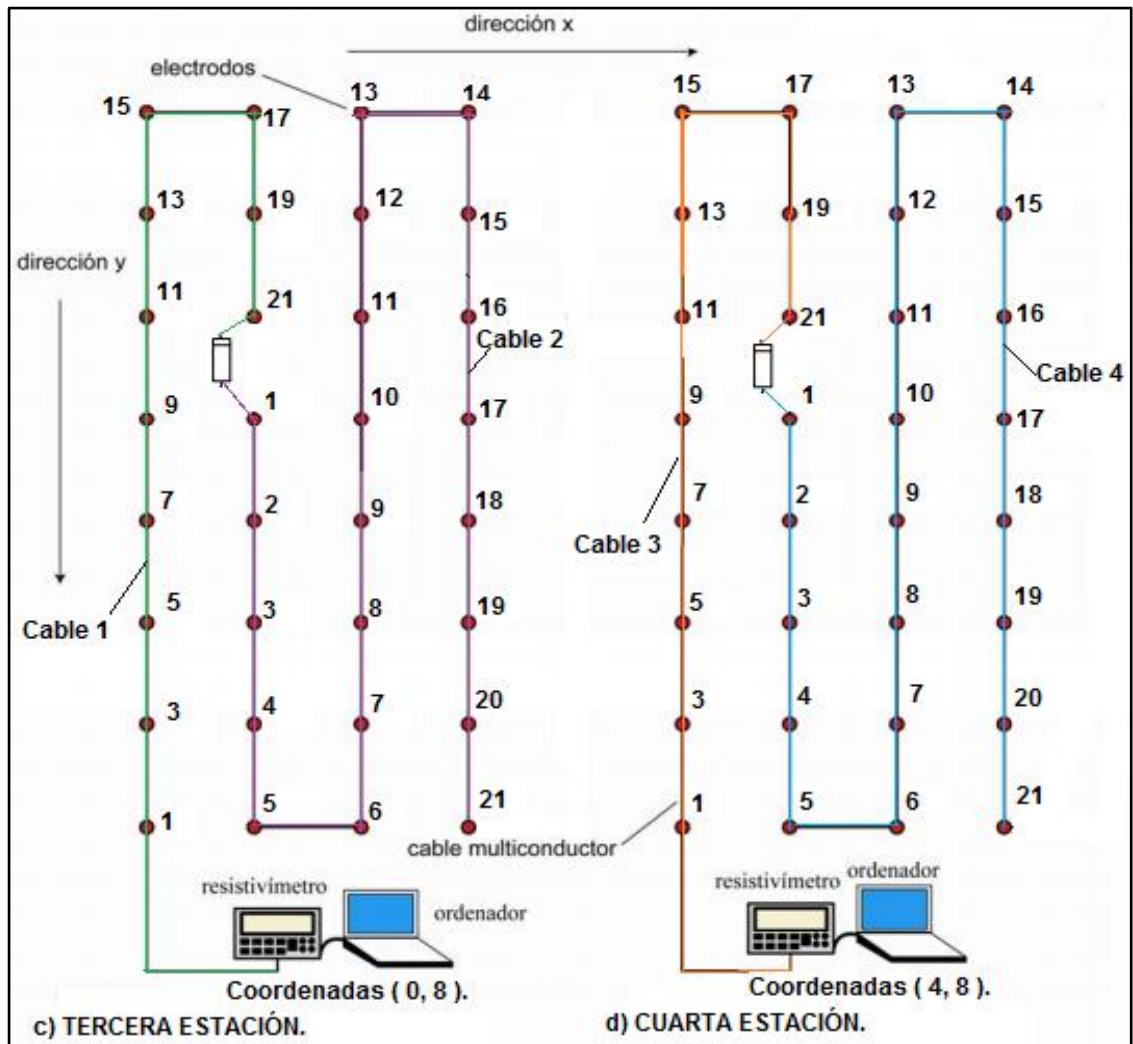 dirección x
electrodos
15 17 13 14 15 17 13 14
13 19 12 15 13 19 12 15
dirección y
11 21 11 16 11 21 11 16
Cable 2
Cable 4
9 1 10 17 9 1 10 17
7 2 9 18 7 2 9 18
Cable 3
5 3 8 19 5 3 8 19
Cable 1
3 4 7 20 3 4 7 20
1 5 6 21 1 5 6 21
cable multiconductor
resistivímetro
ordenador
resistivímetro
ordenador
Coordenadas ( 0, 8 ).
Coordenadas ( 4, 8 ).
c) TERCERA ESTACIÓN.
d) CUARTA ESTACIÓN.